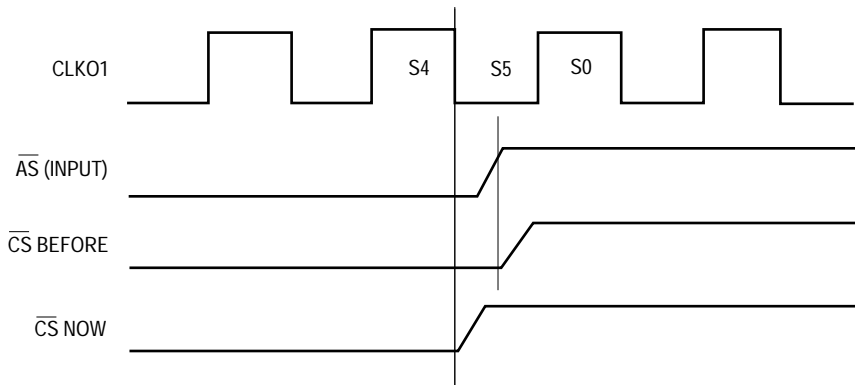 CLKO1
S4
S5
S0
AS (INPUT)
CS BEFORE
CS NOW